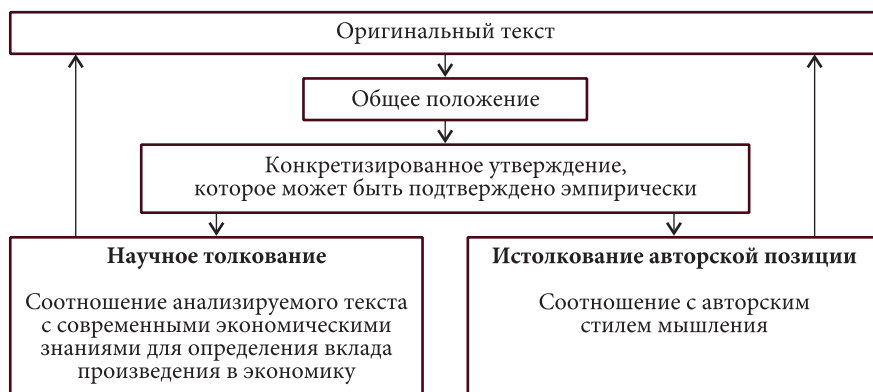 Оригинальный текст
Общее положение
Конкретизированное утверждение,
которое может быть подтверждено эмпирически
Научное толкование
Соотношение анализируемого текста
с современными экономическими
знаниями для определения вклада
произведения в экономику
Истолкование авторской позиции
Соотношение с авторским
стилем мышления